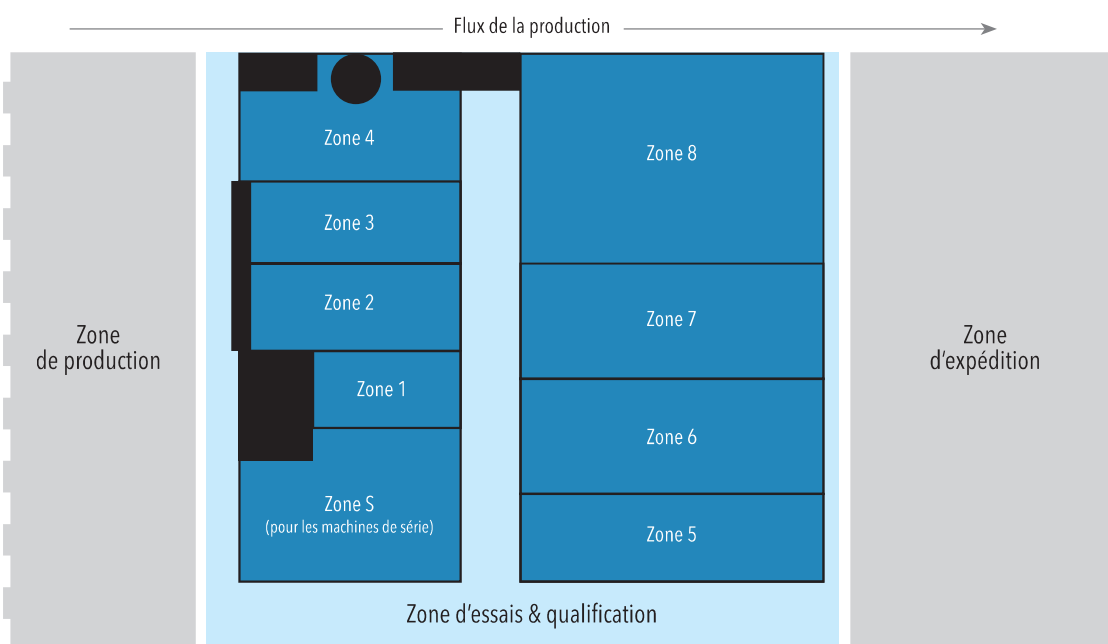 Flux de la production
Zone 4
Zone 3
Zone 2
Zone 1
Zone S
(pour les machines de série)
Zone 8
Zone 7
Zone 6
Zone 5
Zone
de production
Zone
d'expédition
Zone d'essais & qualification